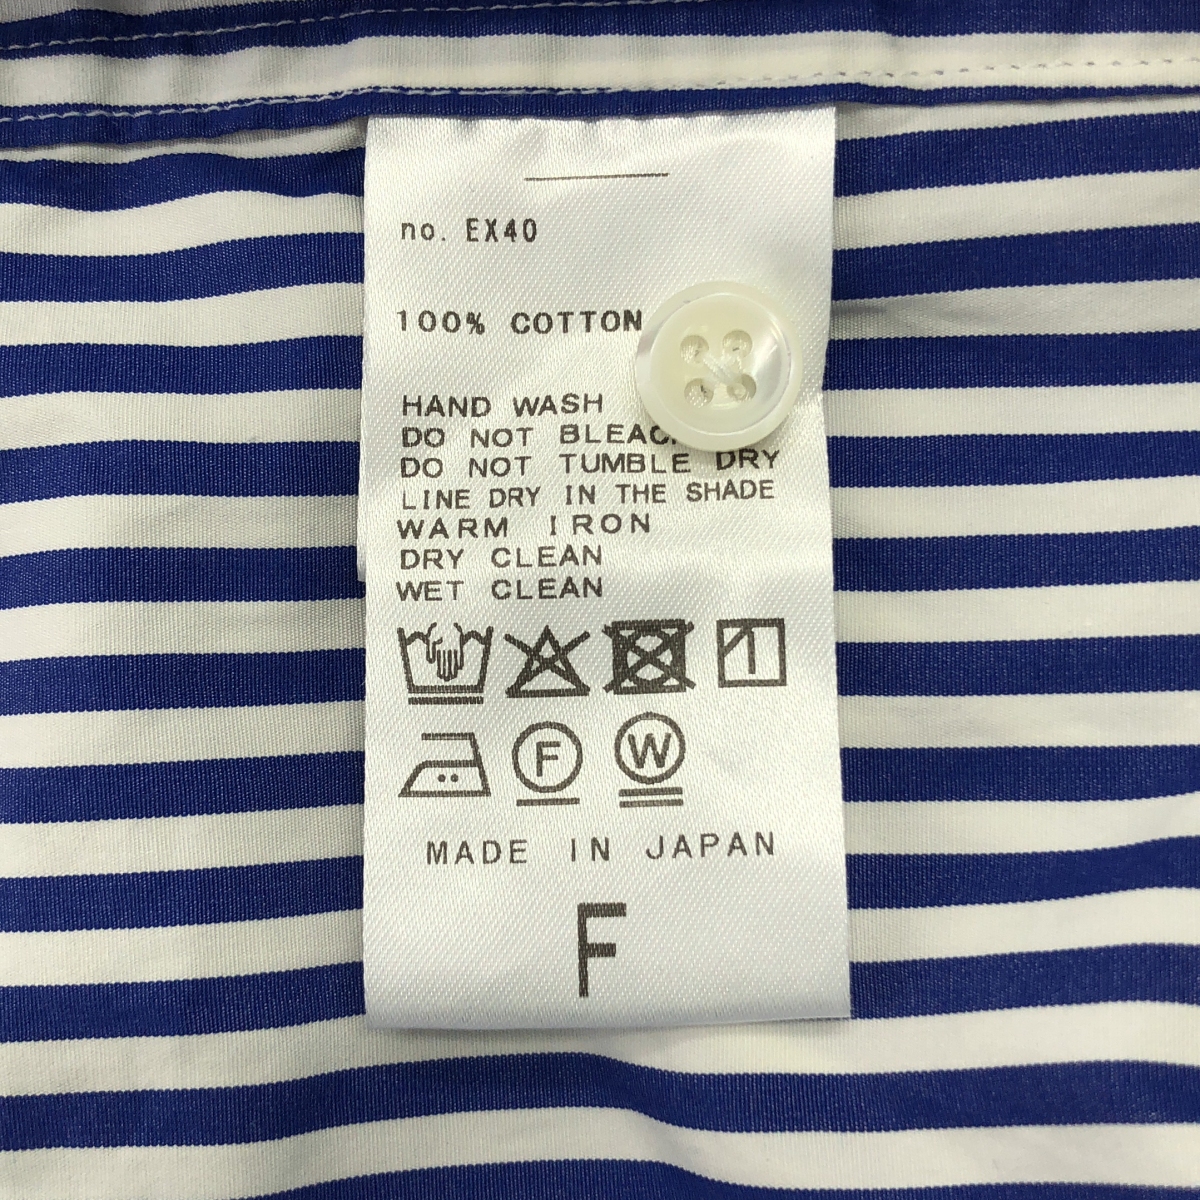 no. EX40
100% COTTON
HAND WASH
DO NOT
DO NOT TUMBLE DRY
LINE DRY IN THE SHADE
WARM IRON
DRY CLEAN
WET CLEAN
F W
MADE IN JAPAN
F